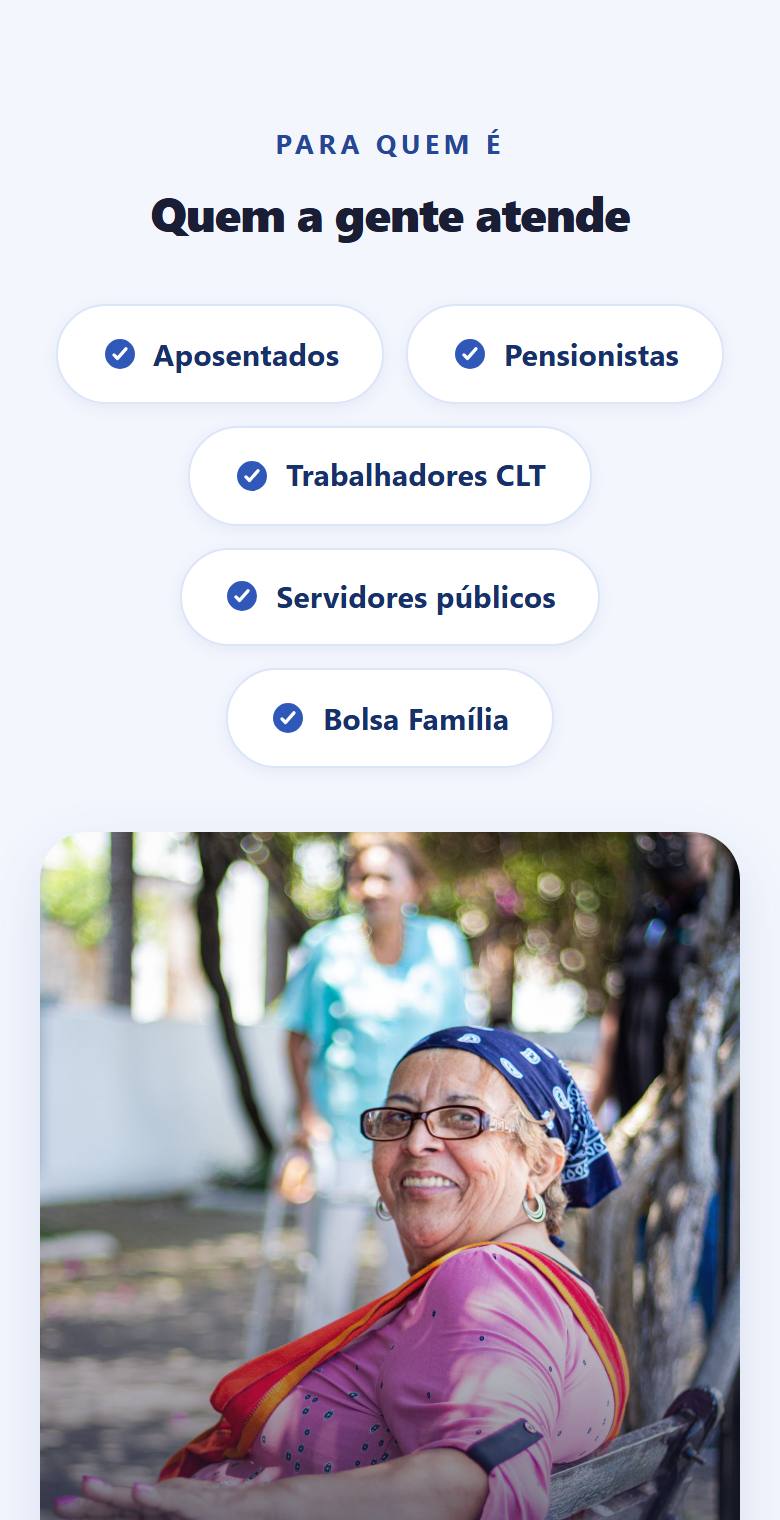 PARA QUEM É
Quem a gente atende
Aposentados
Pensionistas
Trabalhadores CLT
Servidores públicos
Bolsa Família